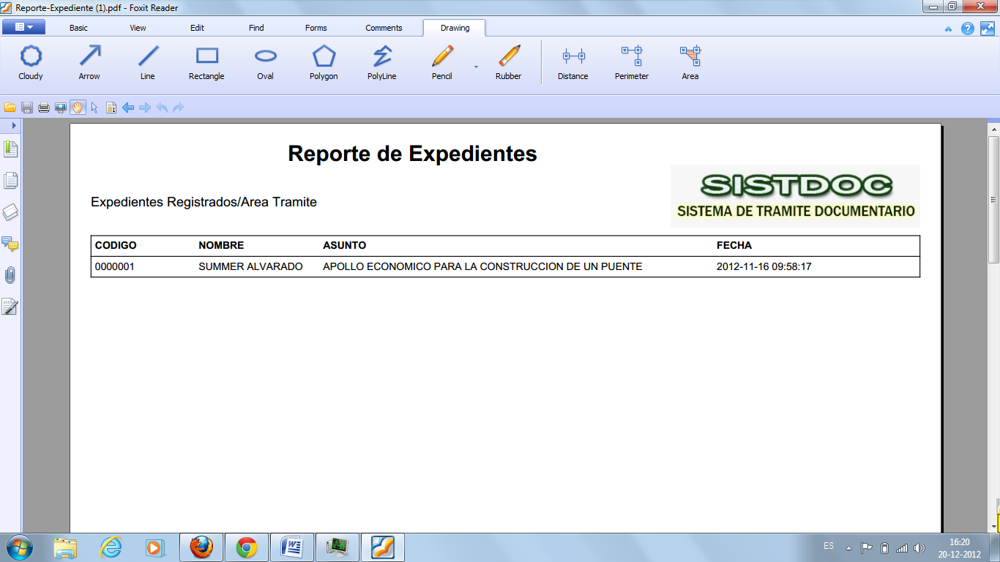 Reporte-Expediente (1).pdf - Foxit Reader
Basic View Edit Find Forms Comments Drawing
Cloudy Arrow Line Rectangle Oval Polygon PolyLine Pencil Rubber Distance Perimeter Area
Reporte de Expedientes
SISTDOC
SISTEMA DE TRAMITE DOCUMENTARIO
Expedientes Registrados/Area Tramite
CODIGO NOMBRE ASUNTO FECHA
0000001 SUMMER ALVARADO APOLLO ECONOMICO PARA LA CONSTRUCCION DE UN PUENTE 2012-11-16 09:58:17
ES
16:20
20-12-2012